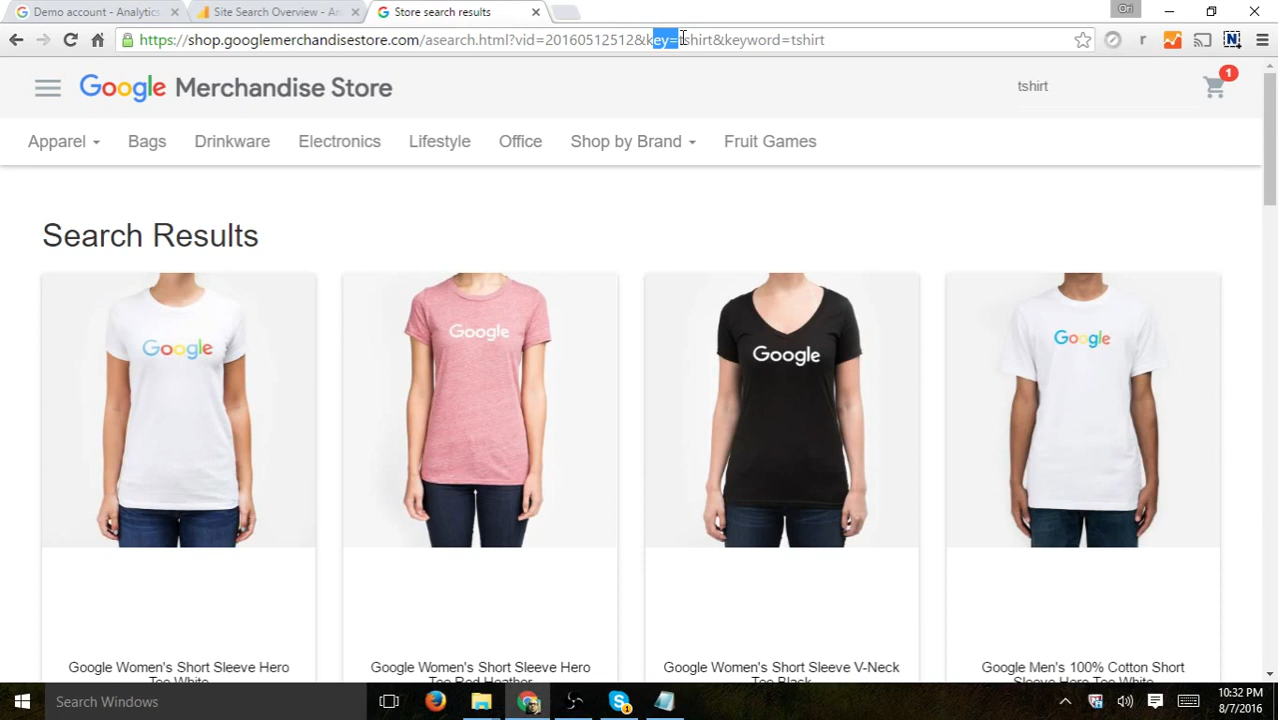 Demo account - Analytics
Site Search Overview - An
Store search results
Ori
https://shop.googlemerchandisestore.com/asearch.html?vid=20160512512&key=tshirt&keyword=tshirt
Google Merchandise Store
tshirt
1
Apparel
Bags
Drinkware
Electronics
Lifestyle
Office
Shop by Brand
Fruit Games
Search Results
Google
Google
Google
Google
Google Women's Short Sleeve Hero
Tee White
Google Women's Short Sleeve Hero
Tee Red Heather
Google Women's Short Sleeve V-Neck
Tee Black
Google Men's 100% Cotton Short
Sleeve Hero Tee White
Search Windows
10:32 PM
8/7/2016